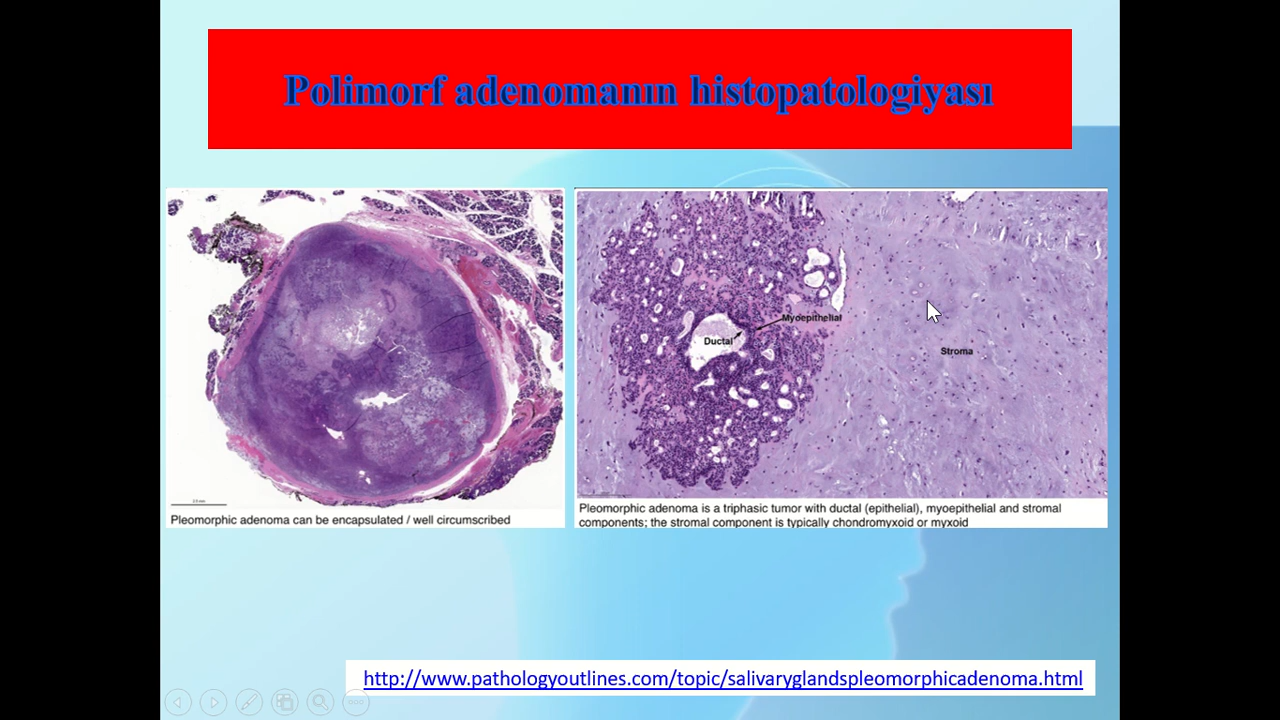 Polimorf adenomanın histopatologiyası
Myoepithelial
Ductal
Stroma
Pleomorphic adenoma can be encapsulated / well circumscribed
Pleomorphic adenoma is a triphasic tumor with ductal (epithelial), myoepithelial and stromal
components; the stromal component is typically chondromyxoid or myxoid
http://www.pathologyoutlines.com/topic/salivaryglandspleomorphicadenoma.html